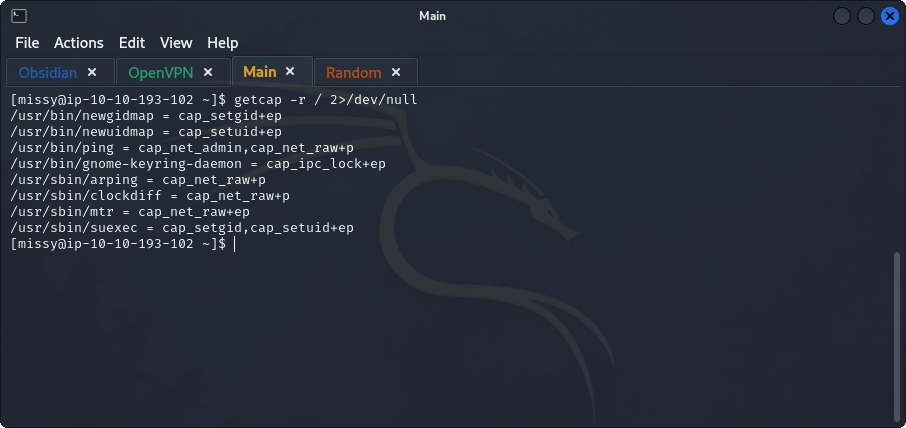 Main
File Actions Edit View Help
Obsidian × OpenVPN × Main × Random ×
[missy@ip-10-10-193-102 ~]$ getcap -r / 2>/dev/null
/usr/bin/newgidmap = cap_setgid+ep
/usr/bin/newuidmap = cap_setuid+ep
/usr/bin/ping = cap_net_admin,cap_net_raw+p
/usr/bin/gnome-keyring-daemon = cap_ipc_lock+ep
/usr/sbin/arping = cap_net_raw+p
/usr/sbin/clockdiff = cap_net_raw+p
/usr/sbin/mtr = cap_net_raw+ep
/usr/sbin/suexec = cap_setgid,cap_setuid+ep
[missy@ip-10-10-193-102 ~]$